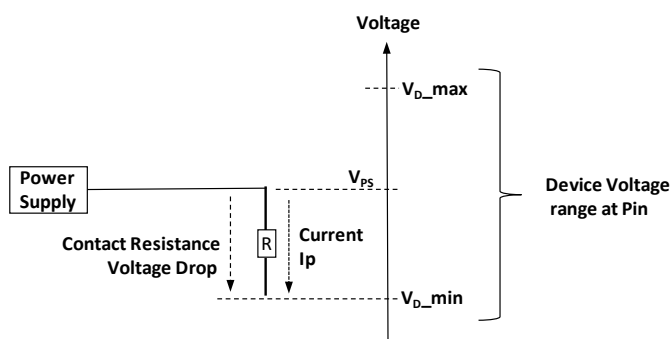 Voltage
V_D_max
V_PS
Power
Supply
Device Voltage
range at Pin
R
Current
Ip
Contact Resistance
Voltage Drop
V_D_min